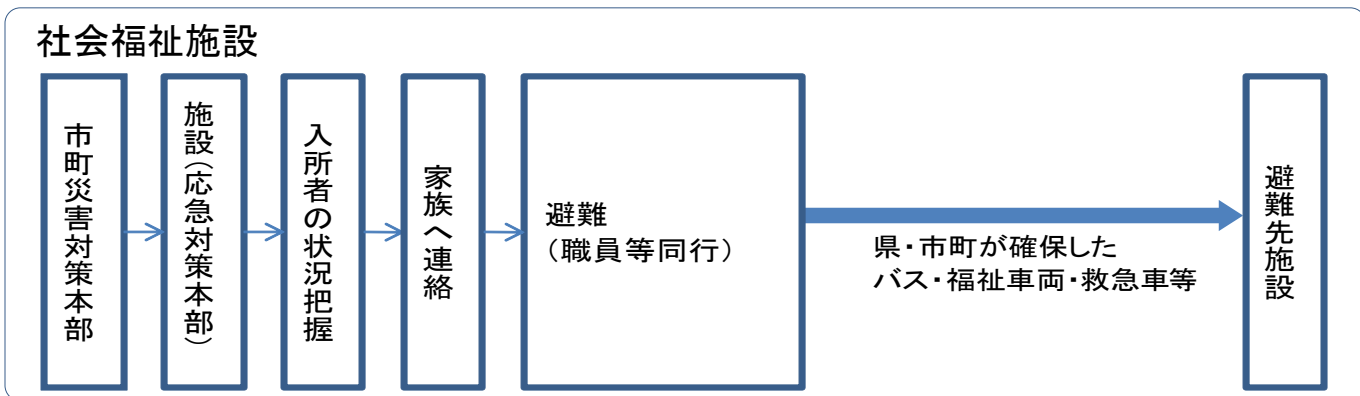 社会福祉施設
市町災害対策本部
施設(応急対策本部)
入所者の状況把握
家族へ連絡
避難
(職員等同行)
県・市町が確保した
バス・福祉車両・救急車等
避難先施設